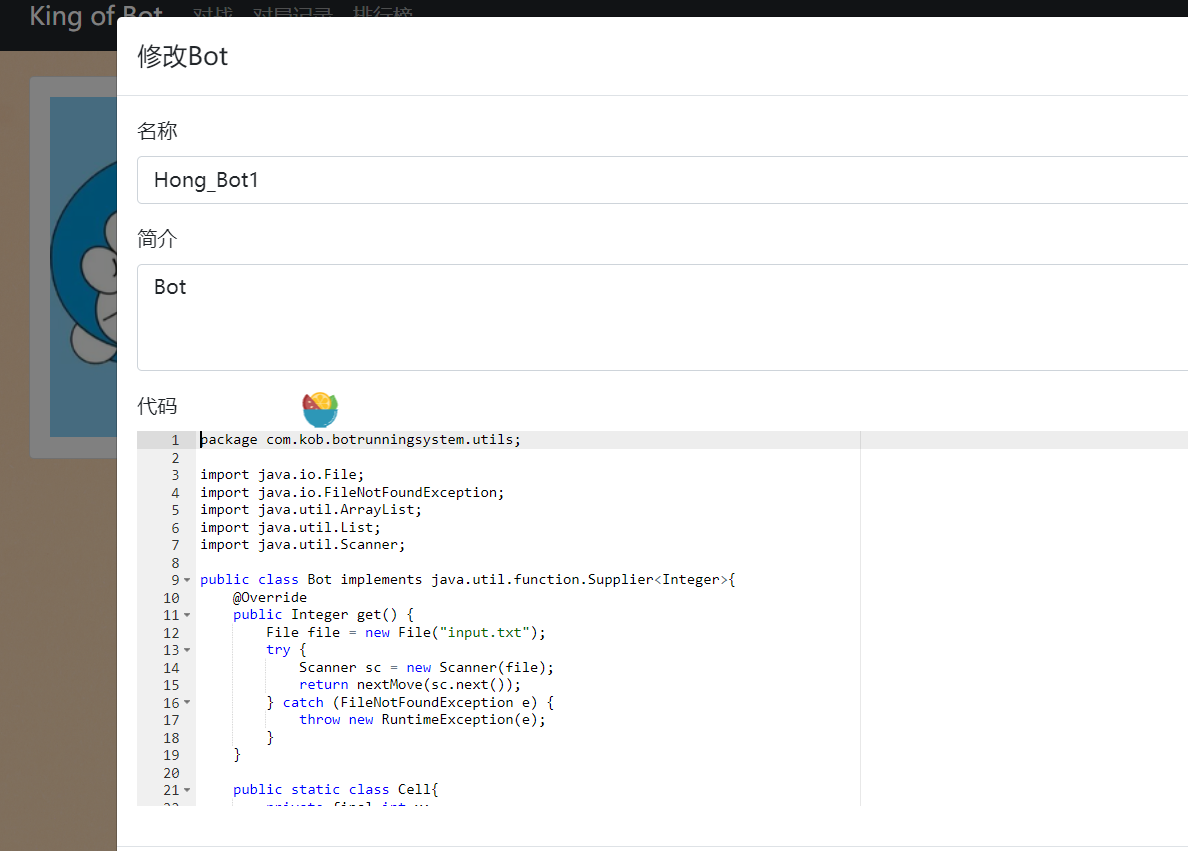 King of Bot 对战 对局记录 排行榜
修改Bot
名称
Hong_Bot1
简介
Bot
代码
1 package com.kob.botrunningsystem.utils;
2
3 import java.io.File;
4 import java.io.FileNotFoundException;
5 import java.util.ArrayList;
6 import java.util.List;
7 import java.util.Scanner;
8
9 public class Bot implements java.util.function.Supplier<Integer>{
10 @Override
11 public Integer get() {
12 File file = new File("input.txt");
13 try {
14 Scanner sc = new Scanner(file);
15 return nextMove(sc.next());
16 } catch (FileNotFoundException e) {
17 throw new RuntimeException(e);
18 }
19 }
20
21 public static class Cell{